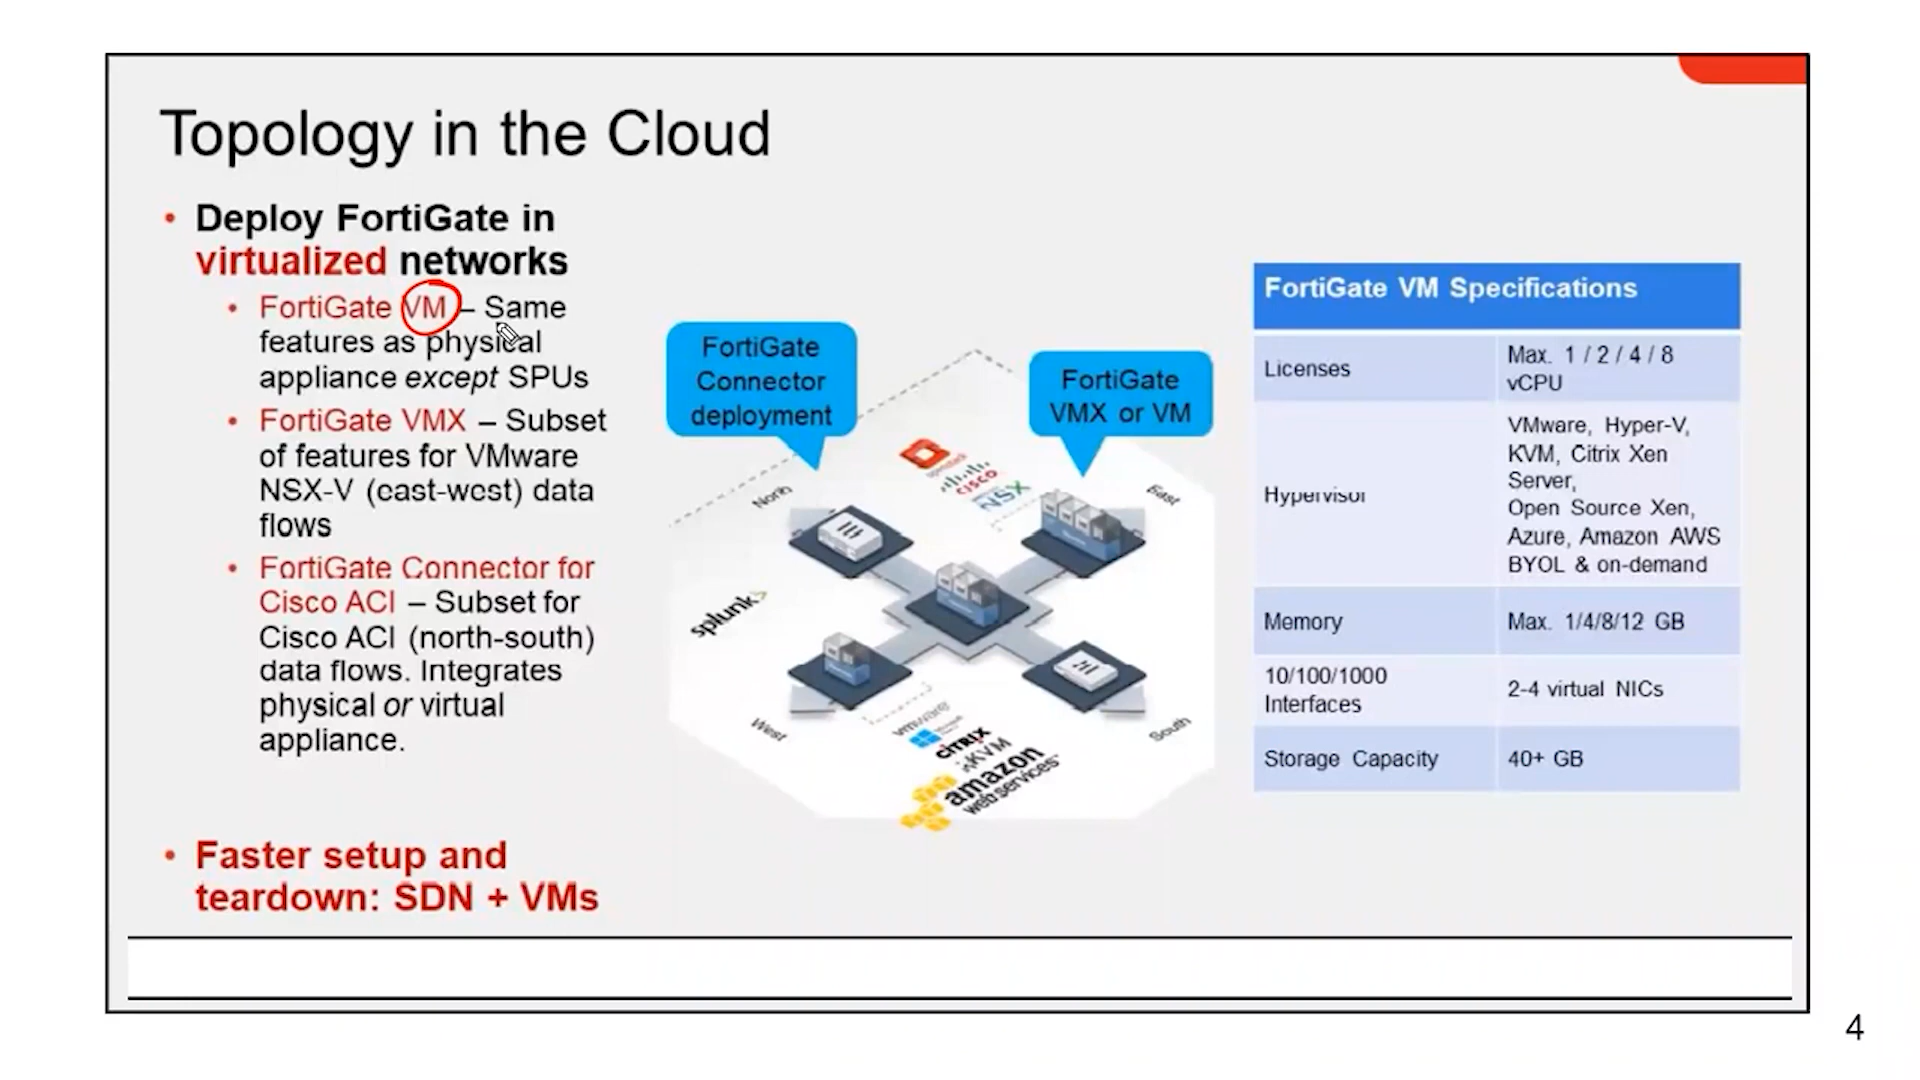 Topology in the Cloud
• Deploy FortiGate in
virtualized networks
• FortiGate VM – Same
features as physical
appliance except SPUs
• FortiGate VMX – Subset
of features for VMware
NSX-V (east-west) data
flows
• FortiGate Connector for
Cisco ACI – Subset for
Cisco ACI (north-south)
data flows. Integrates
physical or virtual
appliance.
• Faster setup and
teardown: SDN + VMs
FortiGate
Connector
deployment
FortiGate
VMX or VM
openstack
CISCO
NSX
North
East
splunk>
West
South
vmware
Microsoft
CITRIX
KVM
amazon
web services
FortiGate VM Specifications
Licenses
Max. 1 / 2 / 4 / 8
vCPU
Hypervisor
VMware, Hyper-V,
KVM, Citrix Xen
Server,
Open Source Xen,
Azure, Amazon AWS
BYOL & on-demand
Memory
Max. 1/4/8/12 GB
10/100/1000
Interfaces
2-4 virtual NICs
Storage Capacity
40+ GB
4